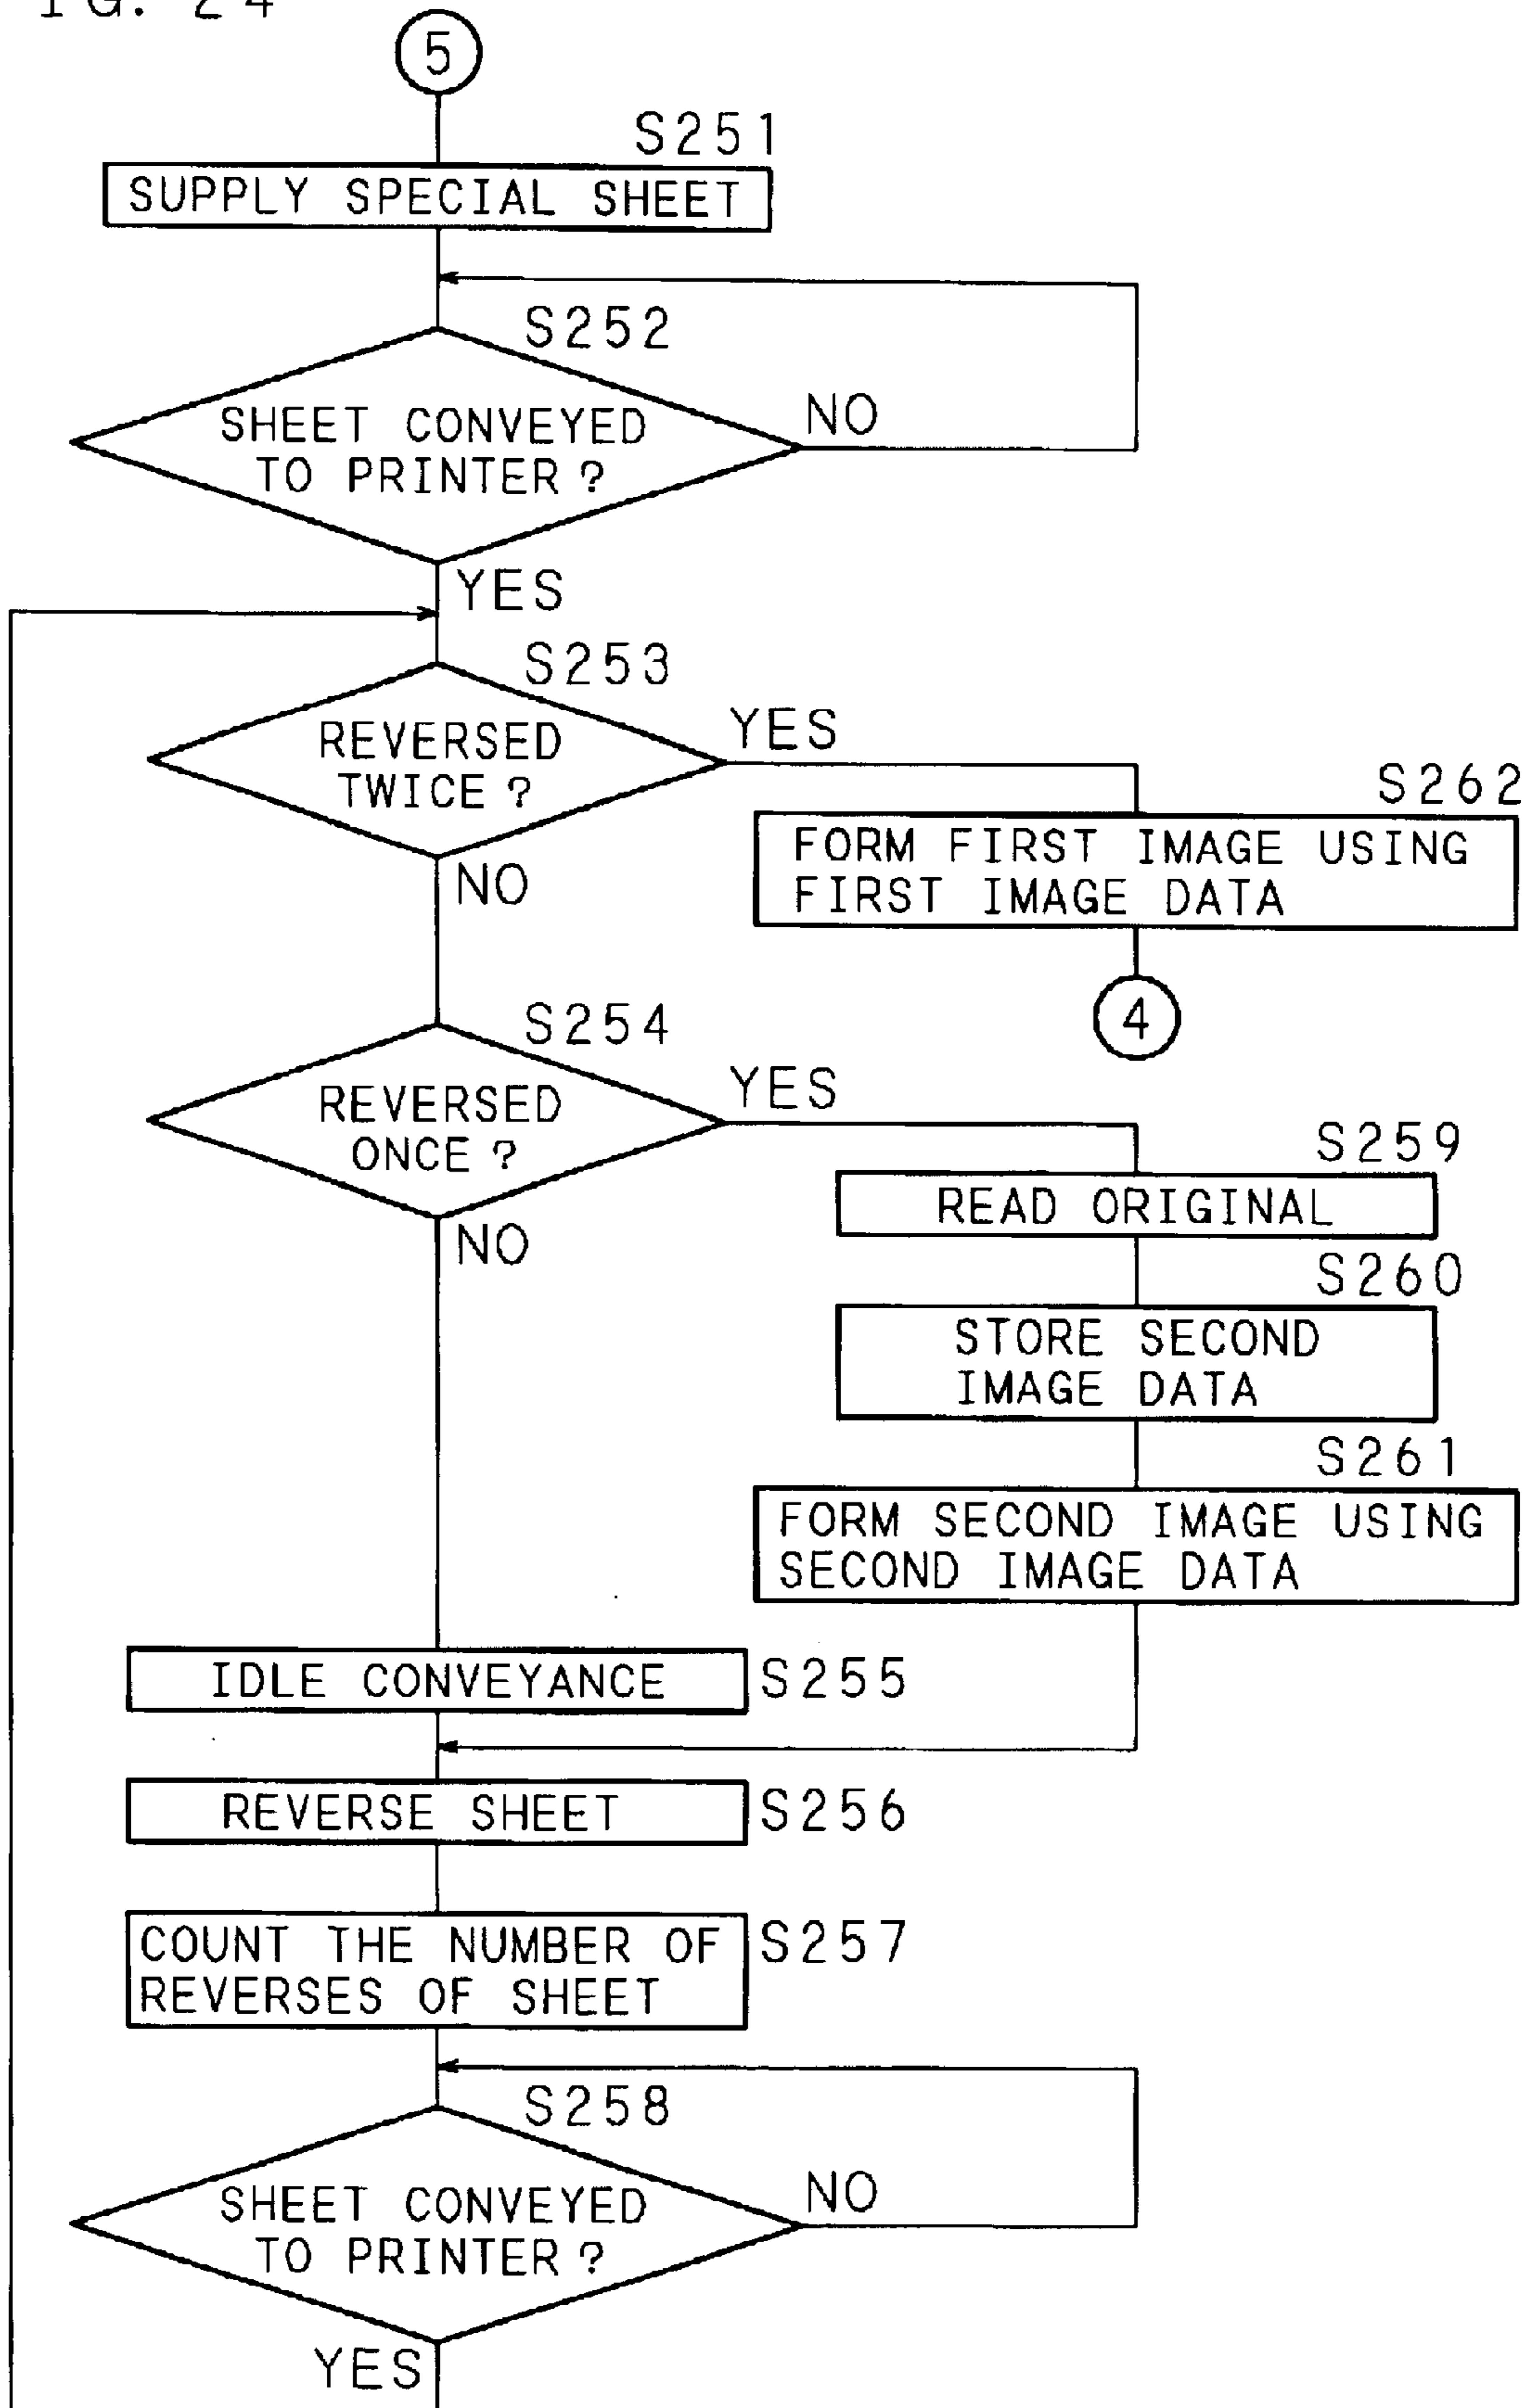 IG. 24
5
S251
SUPPLY SPECIAL SHEET
S252
SHEET CONVEYED
TO PRINTER ?
NO
YES
S253
REVERSED
TWICE ?
YES
NO
S262
FORM FIRST IMAGE USING
FIRST IMAGE DATA
4
S254
REVERSED
ONCE ?
YES
NO
S259
READ ORIGINAL
S260
STORE SECOND
IMAGE DATA
S261
FORM SECOND IMAGE USING
SECOND IMAGE DATA
IDLE CONVEYANCE
S255
REVERSE SHEET
S256
COUNT THE NUMBER OF
REVERSES OF SHEET
S257
S258
SHEET CONVEYED
TO PRINTER ?
NO
YES